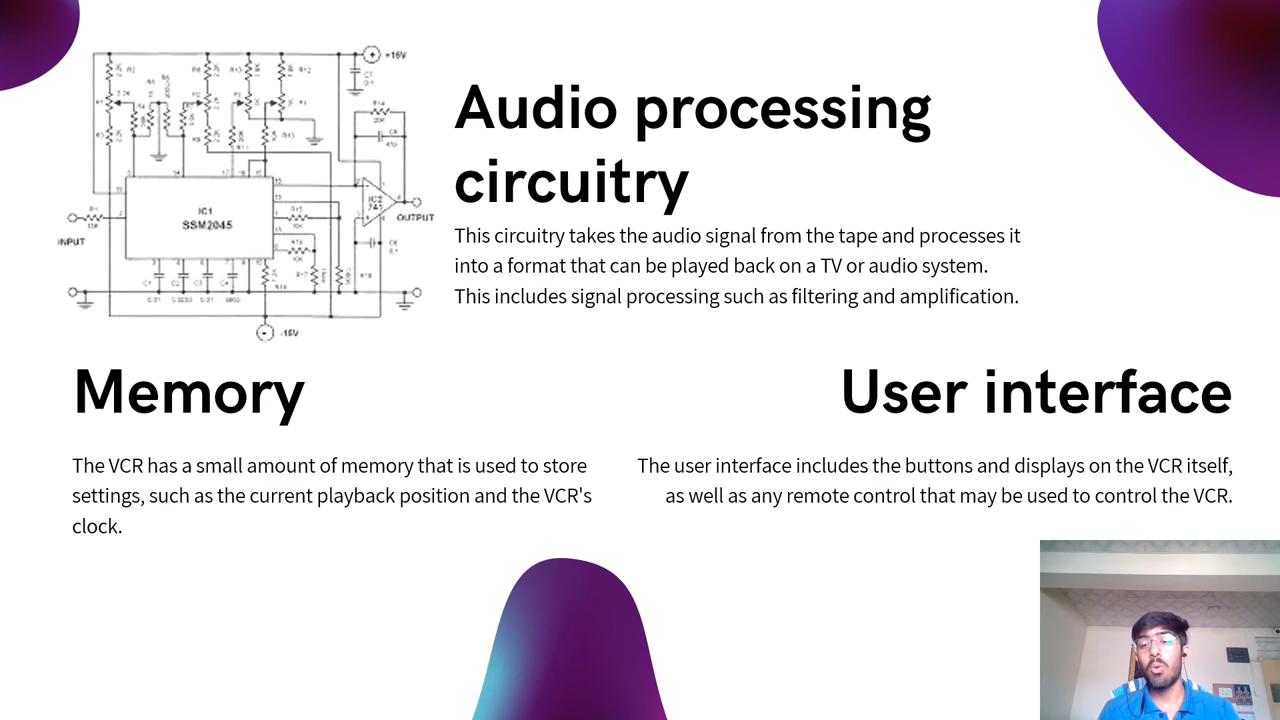 +15V
Audio processing
circuitry
IC1
SSM2045
OUTPUT
INPUT
-15V
This circuitry takes the audio signal from the tape and processes it
into a format that can be played back on a TV or audio system.
This includes signal processing such as filtering and amplification.
Memory
User interface
The VCR has a small amount of memory that is used to store
settings, such as the current playback position and the VCR's
clock.
The user interface includes the buttons and displays on the VCR itself,
as well as any remote control that may be used to control the VCR.